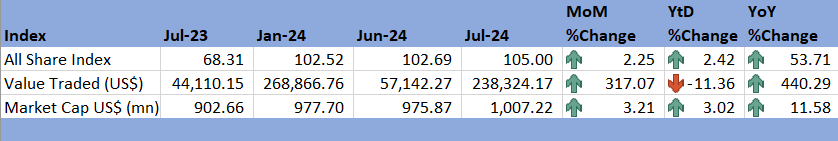 MoM YtD YoY
Index Jul-23 Jan-24 Jun-24 Jul-24 %Change %Change %Change
All Share Index 68.31 102.52 102.69 105.00 2.25 2.42 53.71
Value Traded (US$) 44,110.15 268,866.76 57,142.27 238,324.17 317.07 -11.36 440.29
Market Cap US$ (mn) 902.66 977.70 975.87 1,007.22 3.21 3.02 11.58